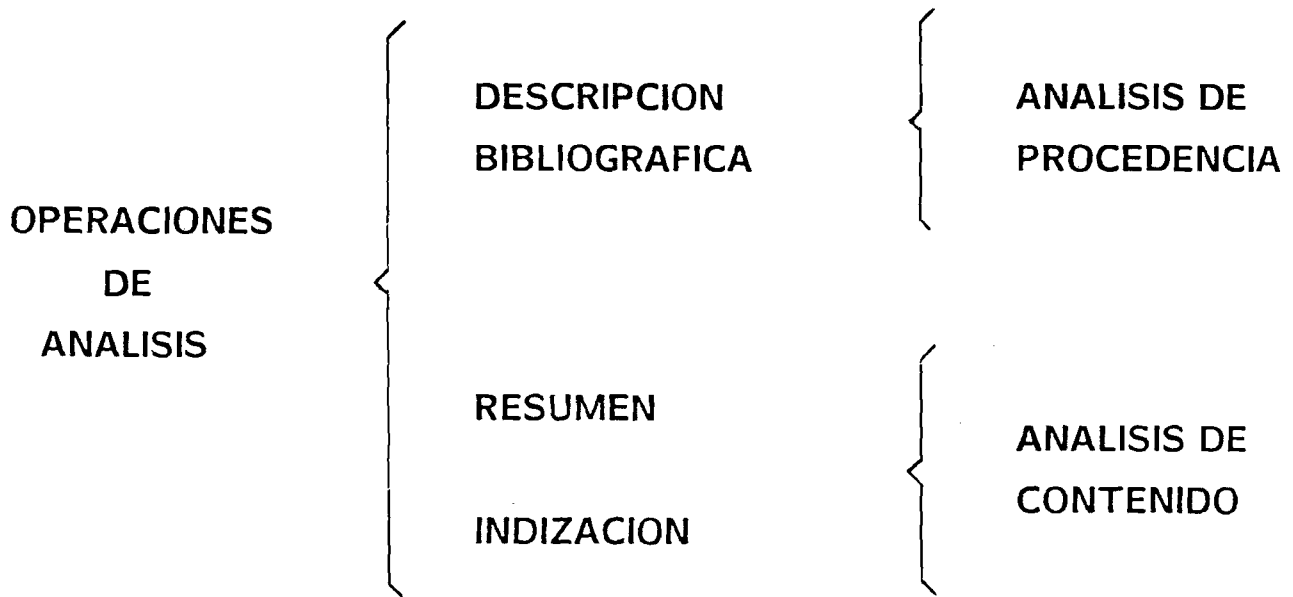 OPERACIONES
DE
ANALISIS
DESCRIPCION
BIBLIOGRAFICA
RESUMEN
INDIZACION
ANALISIS DE
PROCEDENCIA
ANALISIS DE
CONTENIDO